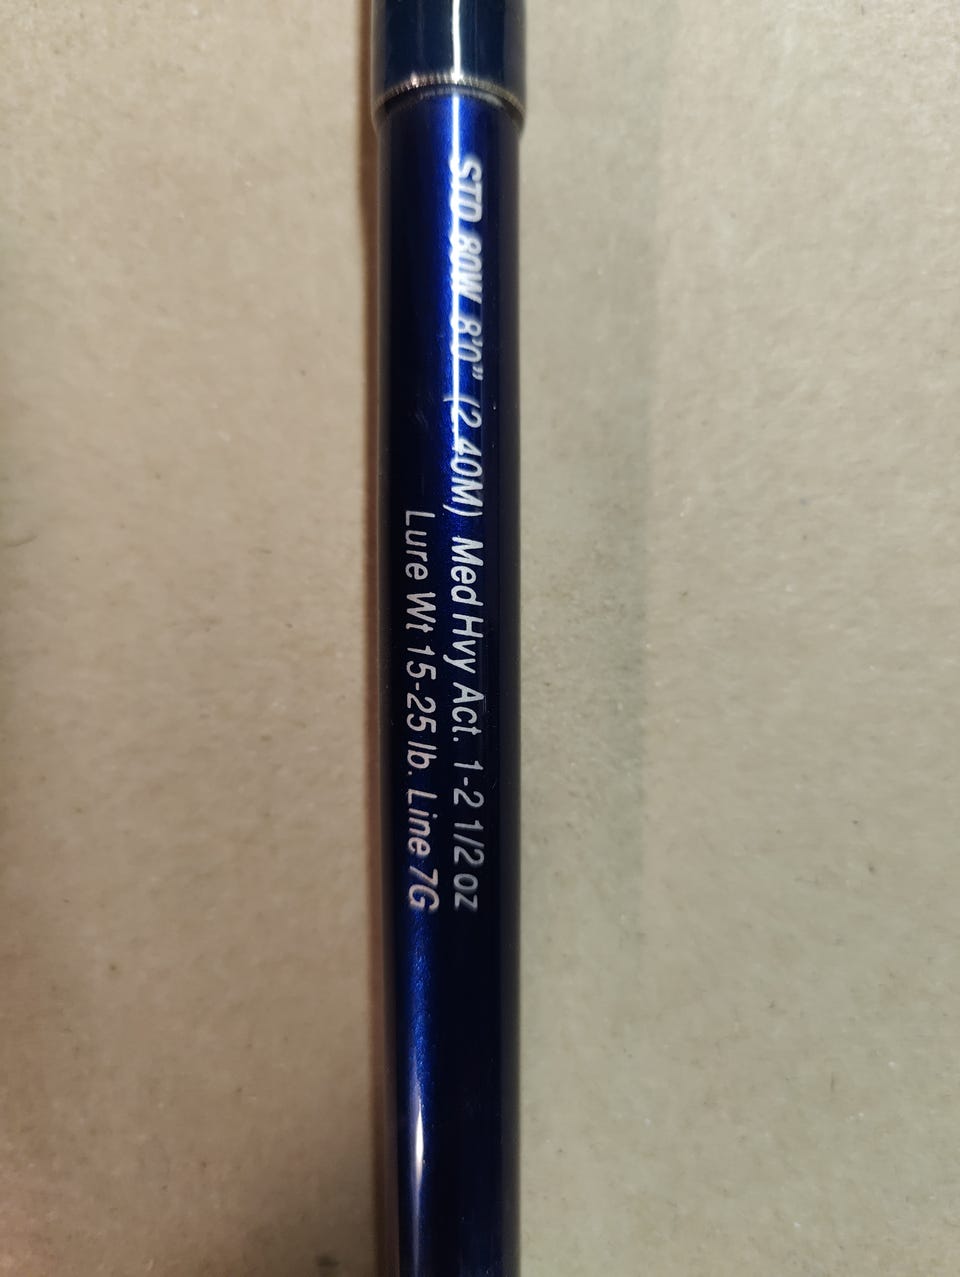 STD 80W 8'0" (2.40M) Med Hvy Act. 1-2 1/2 oz
Lure Wt 15-25 lb. Line 7G